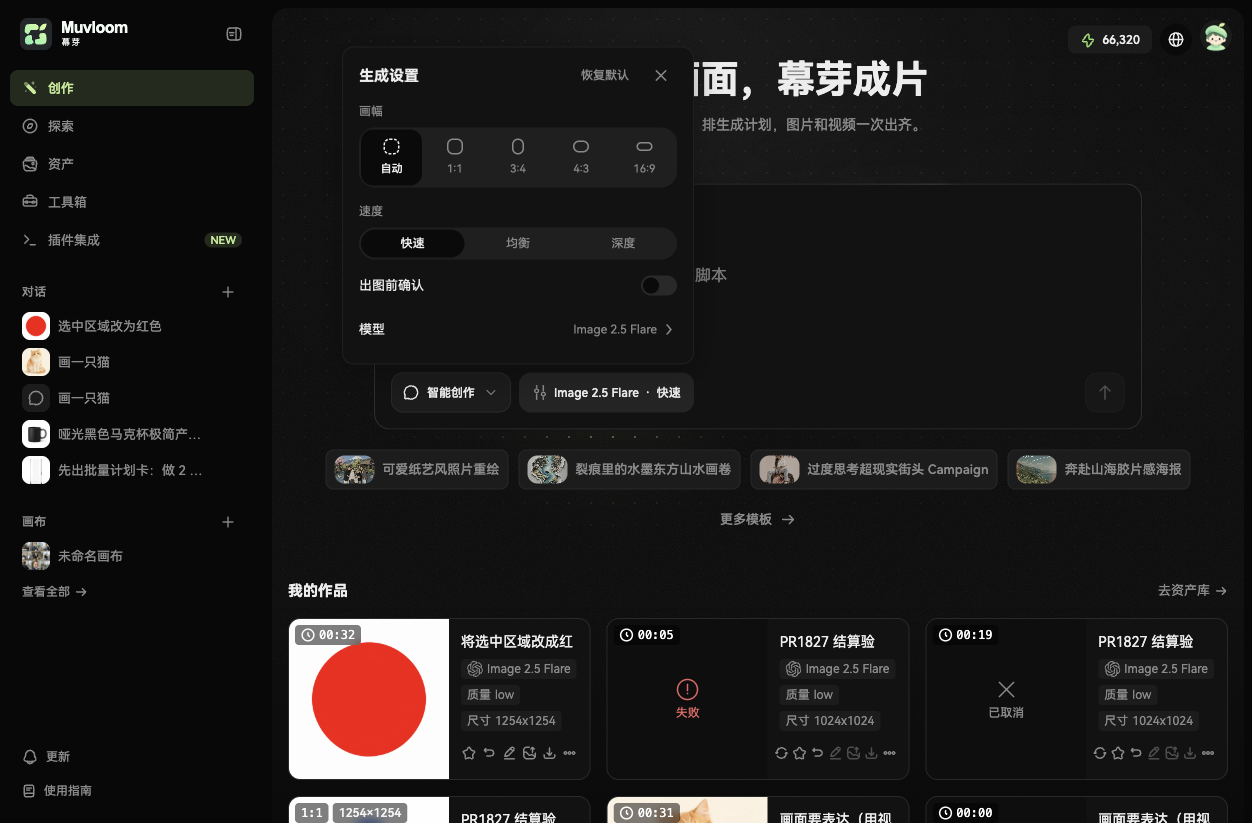 Muvloom
幕芽
66,320
创作
探索
资产
工具箱
插件集成 NEW
对话
选中区域改为红色
画一只猫
画一只猫
哑光黑色马克杯极简产…
先出批量计划卡：做 2 …
画布
未命名画布
查看全部
更新
使用指南
画面，幕芽成片
排生成计划，图片和视频一次出齐。
生成设置 恢复默认
画幅
自动 1:1 3:4 4:3 16:9
速度
快速 均衡 深度
出图前确认
模型 Image 2.5 Flare
脚本
智能创作 Image 2.5 Flare · 快速
可爱纸艺风照片重绘 裂痕里的水墨东方山水画卷 过度思考超现实街头 Campaign 奔赴山海胶片感海报
更多模板
我的作品 去资产库
00:32
将选中区域改成红
Image 2.5 Flare
质量 low
尺寸 1254x1254
00:05
失败
PR1827 结算验
Image 2.5 Flare
质量 low
尺寸 1024x1024
00:19
已取消
PR1827 结算验
Image 2.5 Flare
质量 low
尺寸 1024x1024
1:1 1254×1254
PR1827 结算验
00:31
画面要表达（用视
00:00
画面要表达（用视